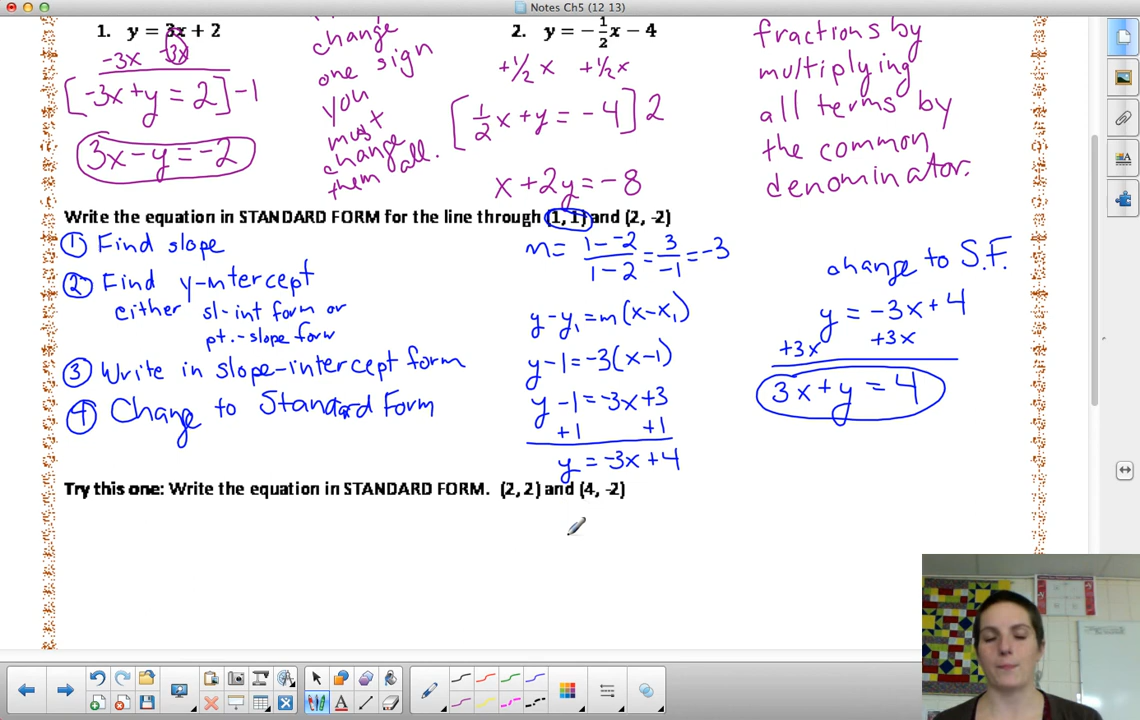 Notes Ch5 (12 13)
1. y = 3x + 2
-3x -3x
[-3x+y = 2]-1
3x-y=-2
change
one sign
you
must
change
them all.
2. y = -1/2x - 4
+1/2x +1/2x
[1/2x+y = -4]2
x+2y=-8
fractions by
multiplying
all terms by
the common
denominator.
Write the equation in STANDARD FORM for the line through (1, 1) and (2, -2)
① Find slope
② Find y-ntercept
either sl-int form or
pt.-slope form
③ Write in slope-intercept form
④ Change to Standard Form
m= 1--2/1-2 = 3/-1 = -3
y-y₁=m(x-x₁)
y-1=-3(x-1)
y-1=-3x+3
+1 +1
y=-3x+4
change to S.F.
y = -3x+4
+3x +3x
3x+y = 4
Try this one: Write the equation in STANDARD FORM. (2, 2) and (4, -2)